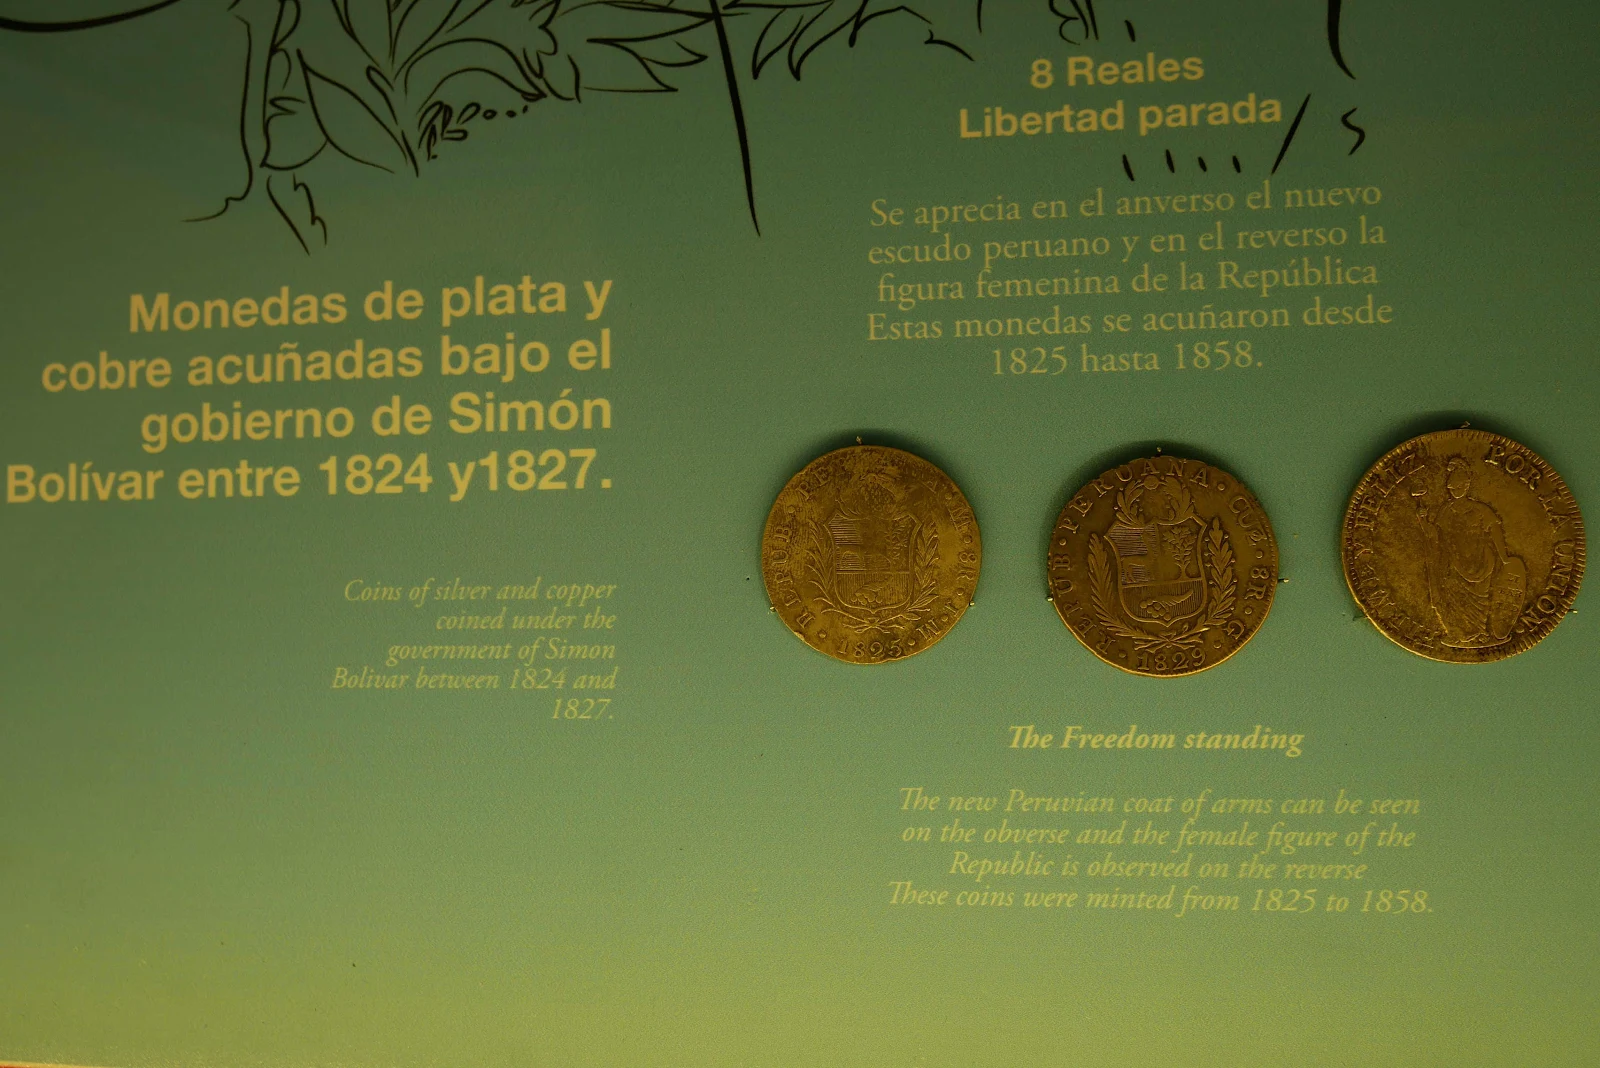 Monedas de plata y
cobre acuñadas bajo el
gobierno de Simón
Bolívar entre 1824 y1827.
Coins of silver and copper
coined under the
government of Simon
Bolivar between 1824 and
1827.
8 Reales
Libertad parada
Se aprecia en el anverso el nuevo
escudo peruano y en el reverso la
figura femenina de la República
Estas monedas se acuñaron desde
1825 hasta 1858.
REPUB · PE A · M · 8R · J · M · 1825 ·
REPUB · PERUANA · CUZ · 8R · G · 1829 ·
Y FELIZ POR LA UNION.
The Freedom standing
The new Peruvian coat of arms can be seen
on the obverse and the female figure of the
Republic is observed on the reverse
These coins were minted from 1825 to 1858.